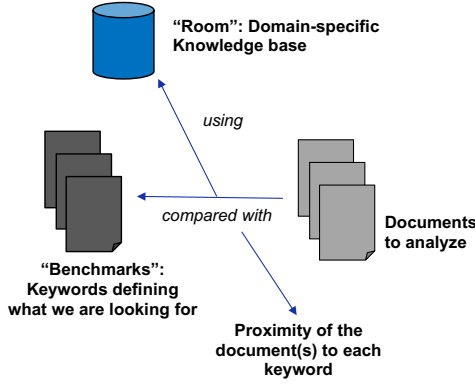 “Room”: Domain-specific
Knowledge base
using
compared with
Documents
to analyze
“Benchmarks”:
Keywords defining
what we are looking for
Proximity of the
document(s) to each
keyword